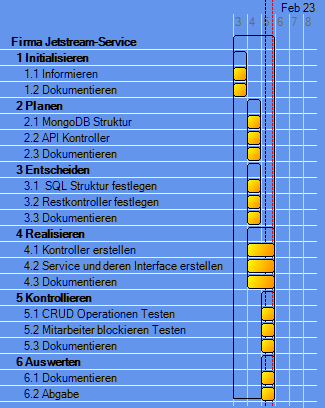 Feb 23
3 4 5 6 7 8
Firma Jetstream-Service
1 Initialisieren
1.1 Informieren
1.2 Dokumentieren
2 Planen
2.1 MongoDB Struktur
2.2 API Kontroller
2.3 Dokumentieren
3 Entscheiden
3.1 SQL Struktur festlegen
3.2 Restkontroller festlegen
3.3 Dokumentieren
4 Realisieren
4.1 Kontroller erstellen
4.2 Service und deren Interface erstellen
4.3 Dokumentieren
5 Kontrollieren
5.1 CRUD Operationen Testen
5.2 Mitarbeiter blockieren Testen
5.3 Dokumentieren
6 Auswerten
6.1 Dokumentieren
6.2 Abgabe